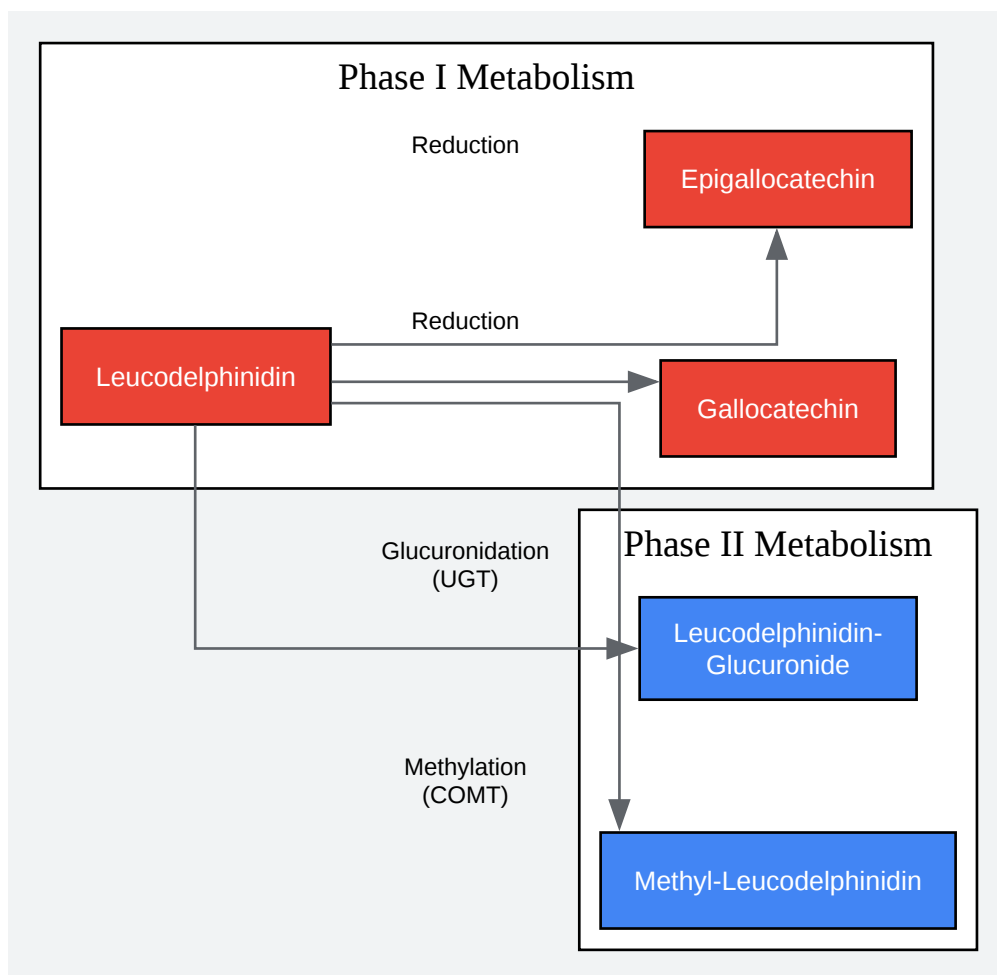 Phase I Metabolism
Reduction
Epigallocatechin
Reduction
Leucodelphinidin
Gallocatechin
Glucuronidation
(UGT)
Phase II Metabolism
Leucodelphinidin-
Glucuronide
Methylation
(COMT)
Methyl-Leucodelphinidin